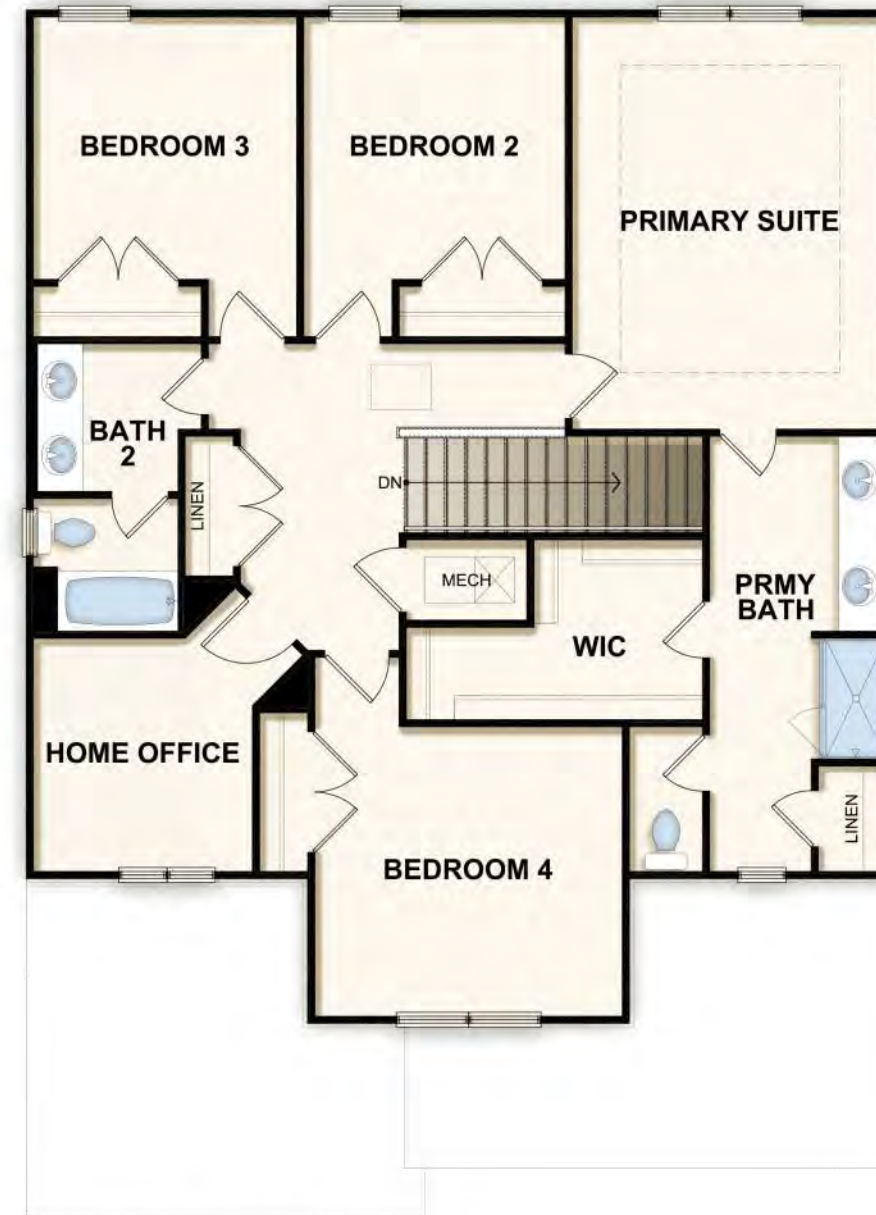 BEDROOM 3
BEDROOM 2
PRIMARY SUITE
BATH
2
LINEN
DN
MECH
PRMY
BATH
WIC
HOME OFFICE
LINEN
BEDROOM 4